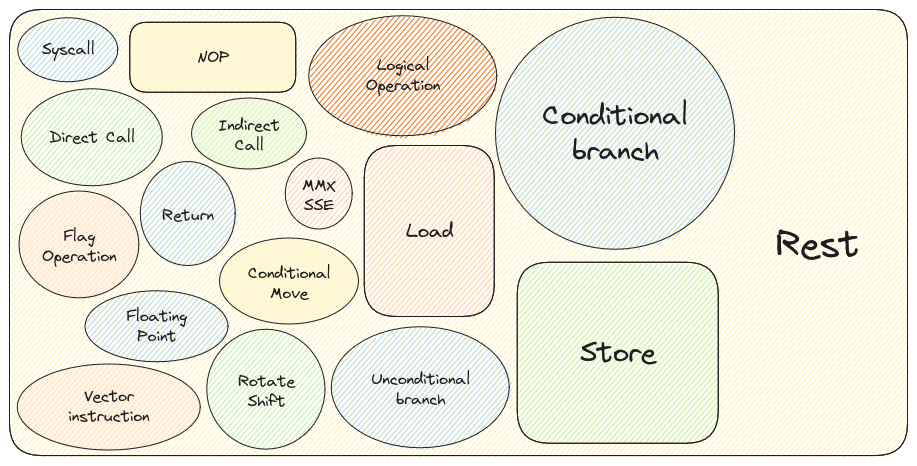 Syscall
NOP
Logical
Operation
Conditional
branch
Direct Call
Indirect
Call
MMX
SSE
Return
Load
Flag
Operation
Rest
Conditional
Move
Floating
Point
Store
Vector
instruction
Rotate
Shift
Unconditional
branch